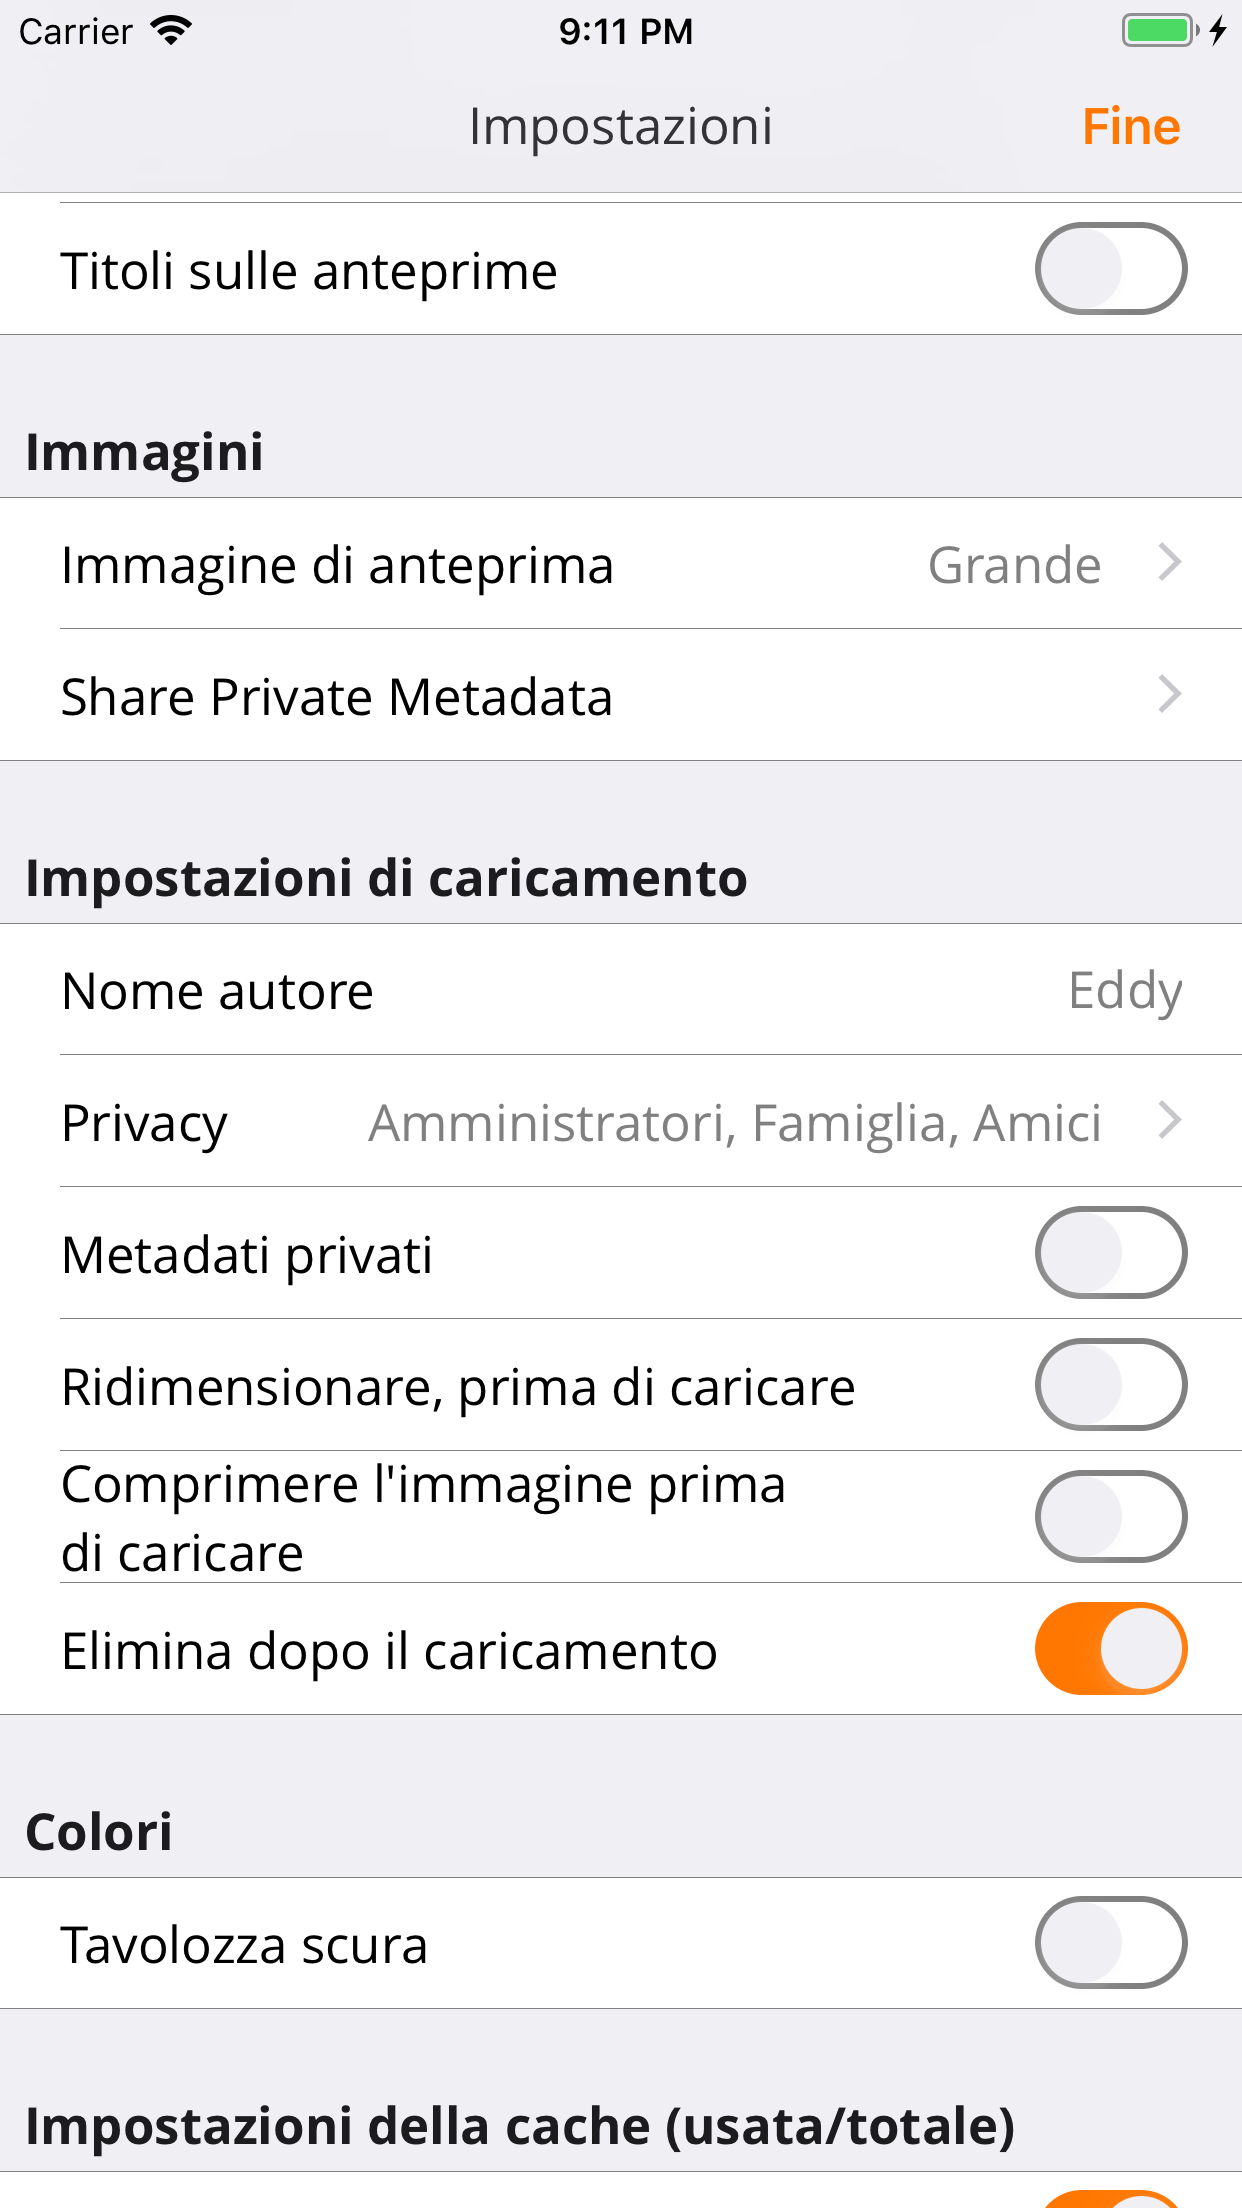 Carrier 9:11 PM
Impostazioni Fine
Titoli sulle anteprime
Immagini
Immagine di anteprima Grande
Share Private Metadata
Impostazioni di caricamento
Nome autore Eddy
Privacy Amministratori, Famiglia, Amici
Metadati privati
Ridimensionare, prima di caricare
Comprimere l'immagine prima
di caricare
Elimina dopo il caricamento
Colori
Tavolozza scura
Impostazioni della cache (usata/totale)